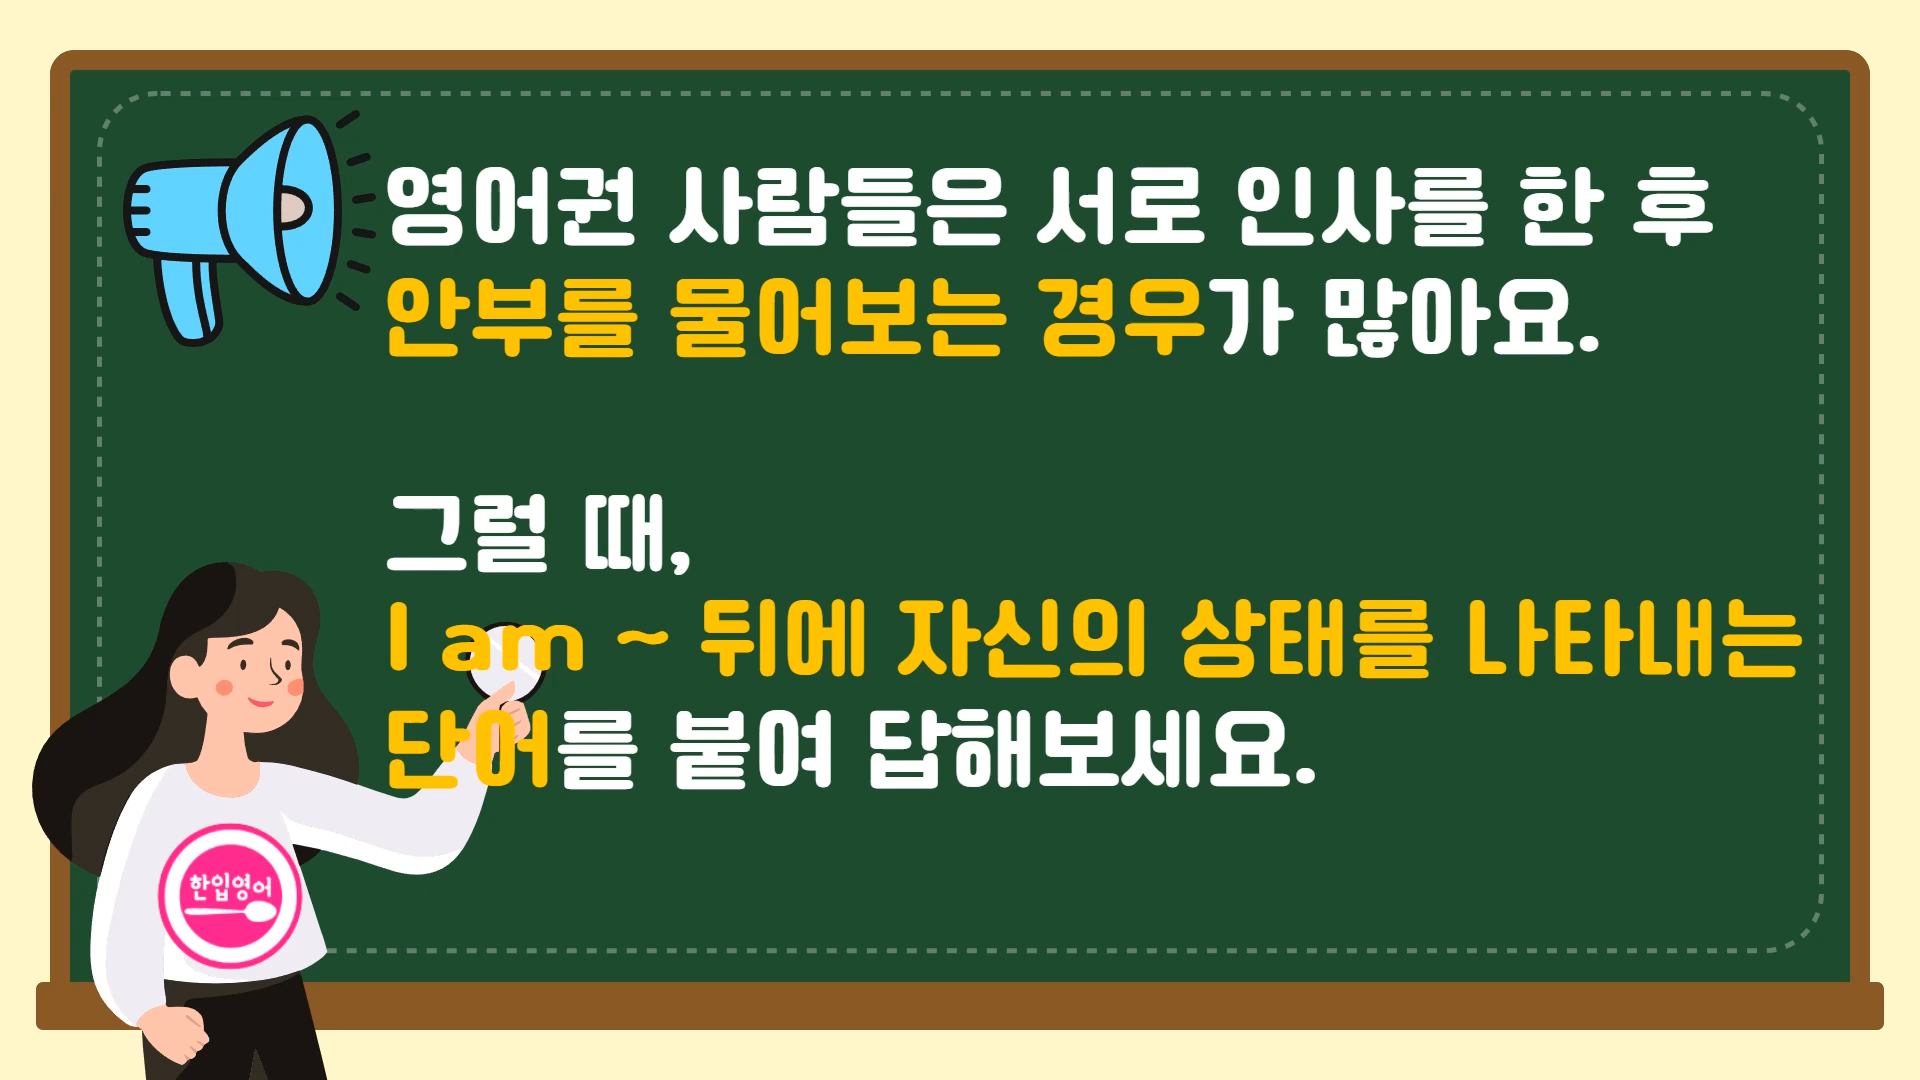 영어권 사람들은 서로 인사를 한 후
안부를 물어보는 경우가 많아요.
그럴 때,
I am ~ 뒤에 자신의 상태를 나타내는
단어를 붙여 답해보세요.
한입영어